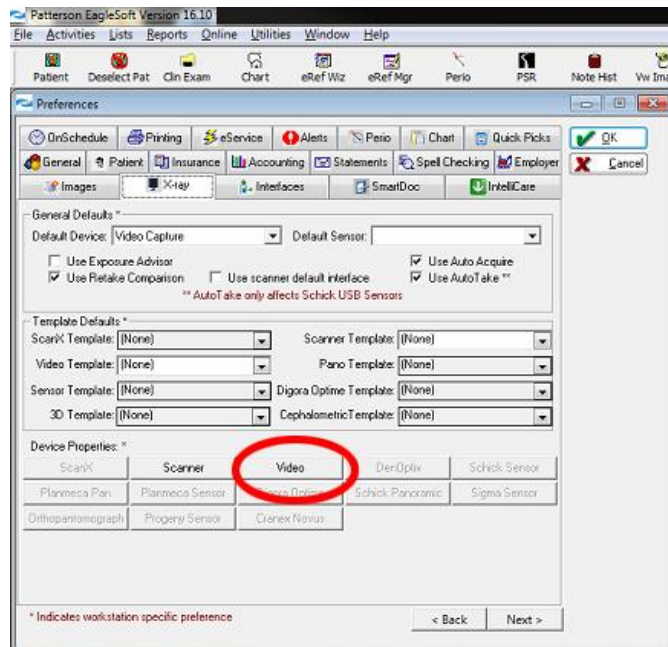 Patterson EagleSoft Version 16.10
File Activities Lists Reports Online Utilities Window Help
Patient Deselect Pat Clin Exam Chart eRef Wiz eRef Mgr Perio PSR Note Hist Vw Ima
Preferences
OnSchedule Printing eService Alerts Perio Chart Quick Picks OK
General Patient Insurance Accounting Statements Spell Checking Employer Cancel
Images X-ray Interfaces SmartDoc IntelliCare
General Defaults *
Default Device: Video Capture Default Sensor:
Use Exposure Advisor Use Auto Acquire
Use Retake Comparison Use scanner default interface Use AutoTake **
** AutoTake only affects Schick USB Sensors
Template Defaults *
ScanX Template: (None) Scanner Template: (None)
Video Template: (None) Pano Template: (None)
Sensor Template: (None) Digora Optime Template: (None)
3D Template: (None) Cephalometric Template: (None)
Device Properties: *
ScanX Scanner Video DenOptix Schick Sensor
Planmeca Pan Planmeca Sensor Digora Optime Schick Panoramic Sigma Sensor
Orthopantomograph Progeny Sensor Cranex Novus
* Indicates workstation specific preference < Back Next >